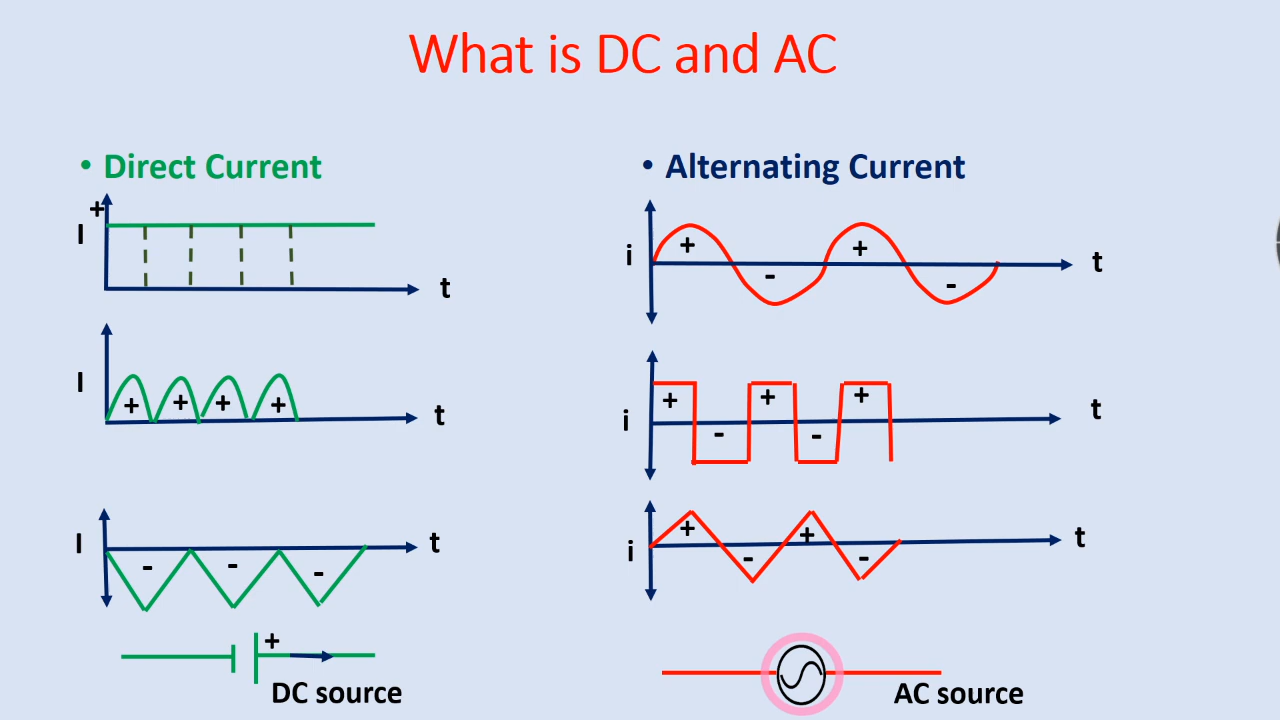 What is DC and AC
• Direct Current
+
I
t
I
+ + + +
t
I
t
- - -
+
DC source
• Alternating Current
i
+ +
- -
t
i
+ + +
- -
t
i
+ +
- -
t
AC source